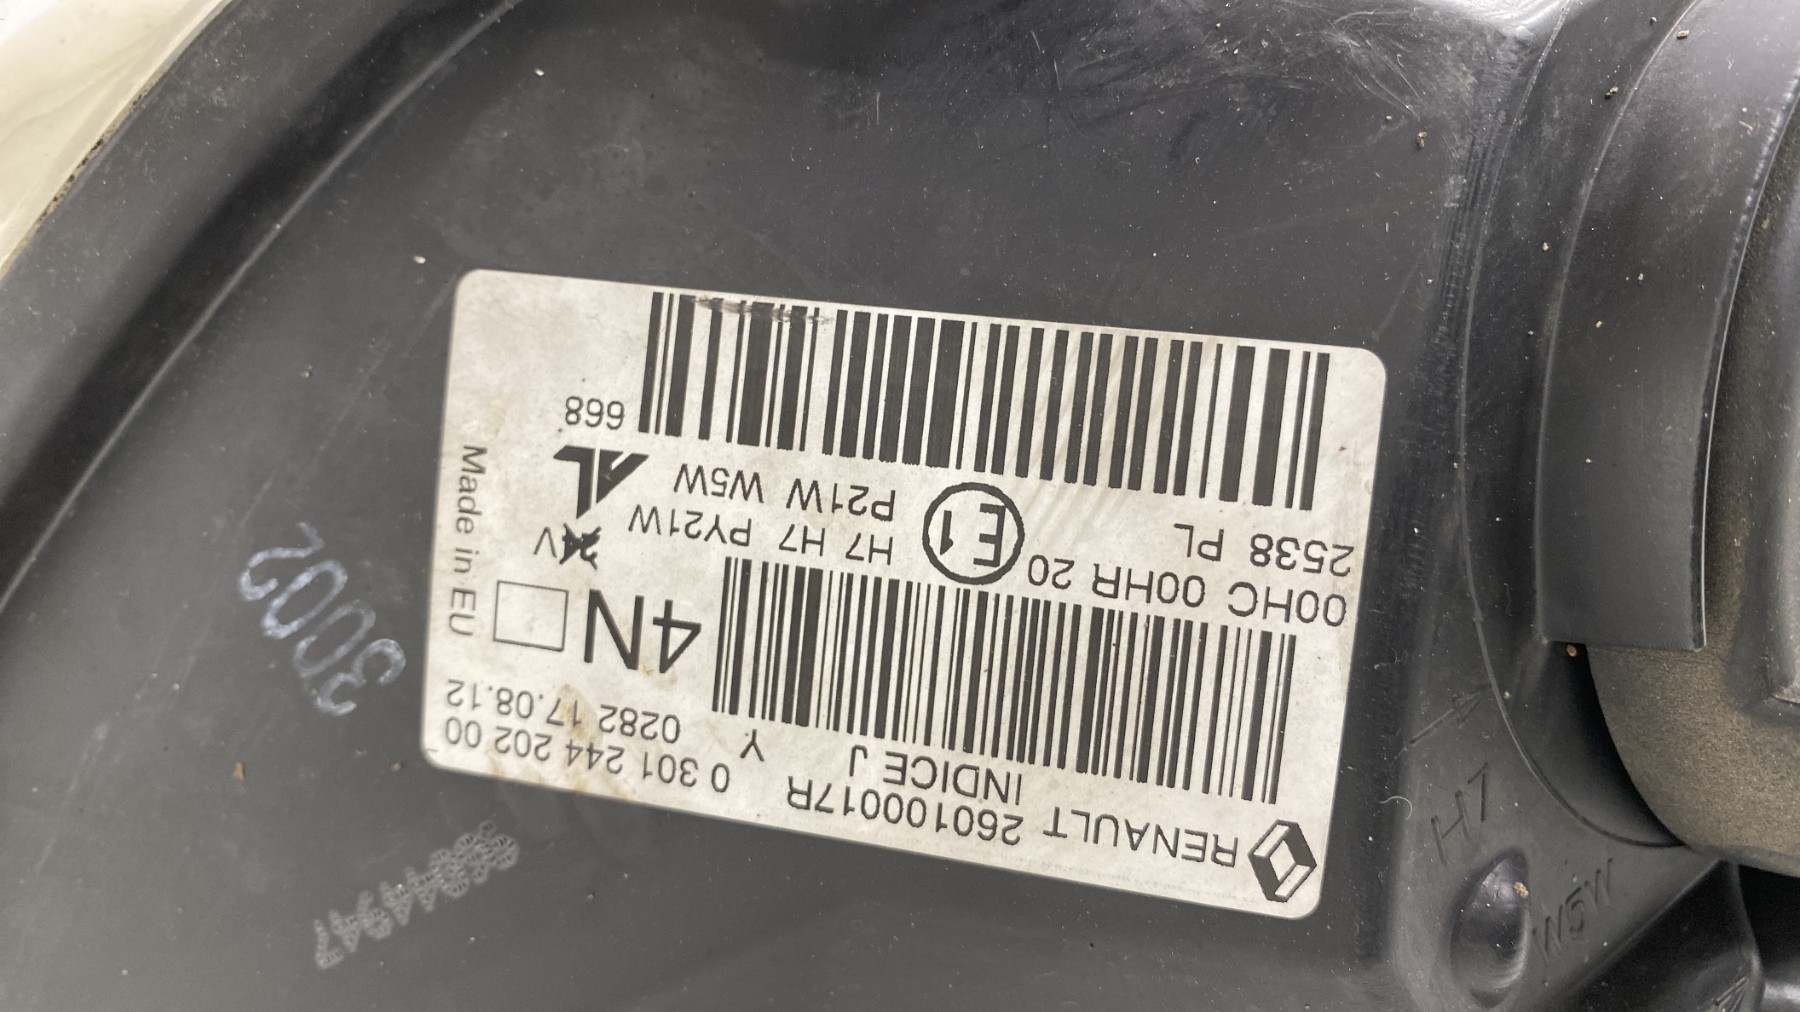 RENAULT 260100017R 0 301 244 202 00
INDICE J Y 0282 17.08.12
4N
00HC 00HR 20 E1 H7 H7 PY21W
V
2538 PL P21W W5W
AL
668
Made in EU
3002
H7
W5W